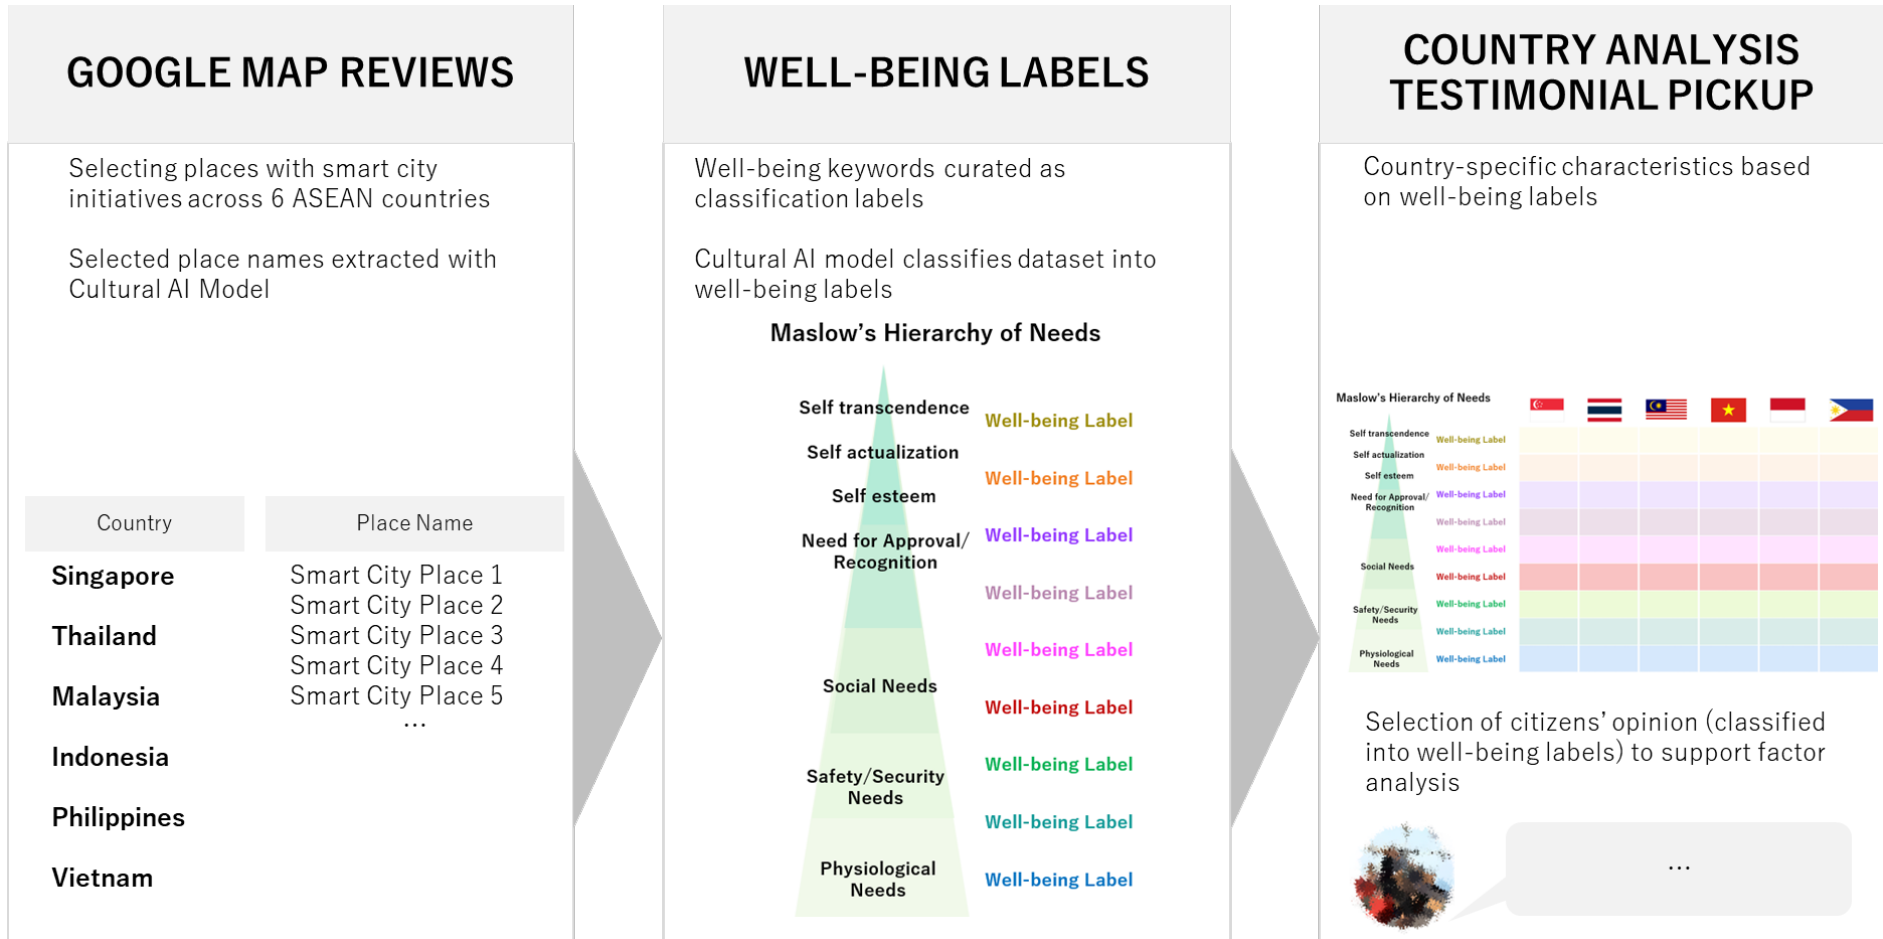 GOOGLE MAP REVIEWS
Selecting places with smart city
initiatives across 6 ASEAN countries
Selected place names extracted with
Cultural AI Model
Country
Place Name
Singapore
Thailand
Malaysia
Indonesia
Philippines
Vietnam
Smart City Place 1
Smart City Place 2
Smart City Place 3
Smart City Place 4
Smart City Place 5
...
WELL-BEING LABELS
Well-being keywords curated as
classification labels
Cultural AI model classifies dataset into
well-being labels
Maslow's Hierarchy of Needs
Self transcendence
Self actualization
Self esteem
Need for Approval/
Recognition
Social Needs
Safety/Security
Needs
Physiological
Needs
Well-being Label
Well-being Label
Well-being Label
Well-being Label
Well-being Label
Well-being Label
Well-being Label
Well-being Label
Well-being Label
COUNTRY ANALYSIS
TESTIMONIAL PICKUP
Country-specific characteristics based
on well-being labels
Maslow's Hierarchy of Needs
Self transcendence
Self actualization
Self esteem
Need for Approval/
Recognition
Social Needs
Safety/Security
Needs
Physiological
Needs
Well-being Label
Well-being Label
Well-being Label
Well-being Label
Well-being Label
Well-being Label
Well-being Label
Well-being Label
Well-being Label
Selection of citizens' opinion (classified
into well-being labels) to support factor
analysis
...